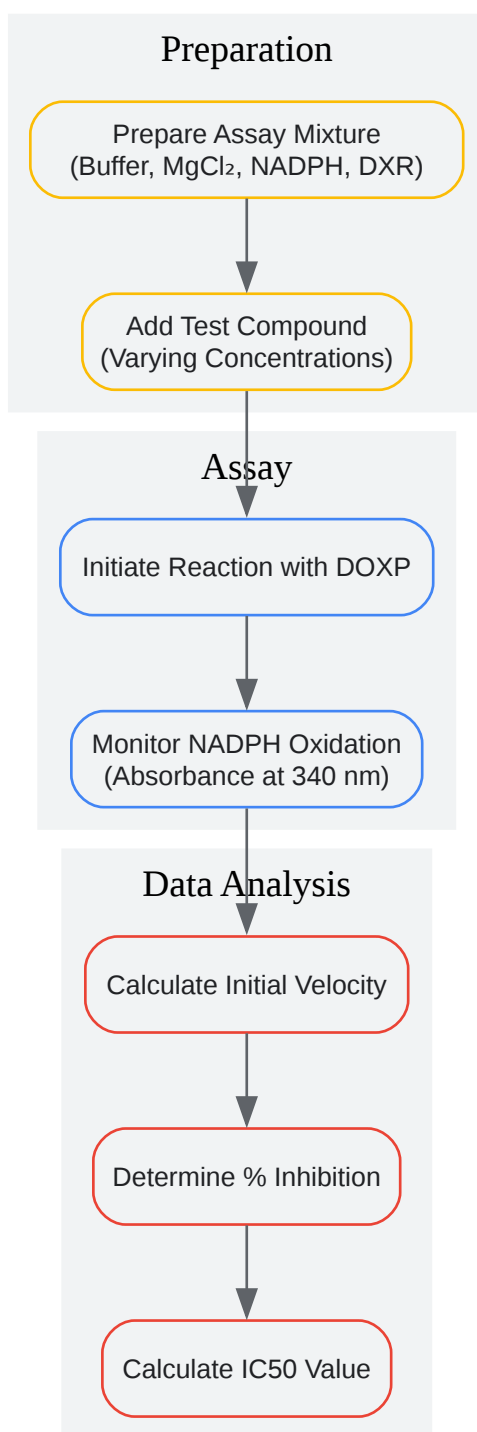 Preparation
Prepare Assay Mixture
(Buffer, MgCl₂, NADPH, DXR)
Add Test Compound
(Varying Concentrations)
Assay
Initiate Reaction with DOXP
Monitor NADPH Oxidation
(Absorbance at 340 nm)
Data Analysis
Calculate Initial Velocity
Determine % Inhibition
Calculate IC50 Value